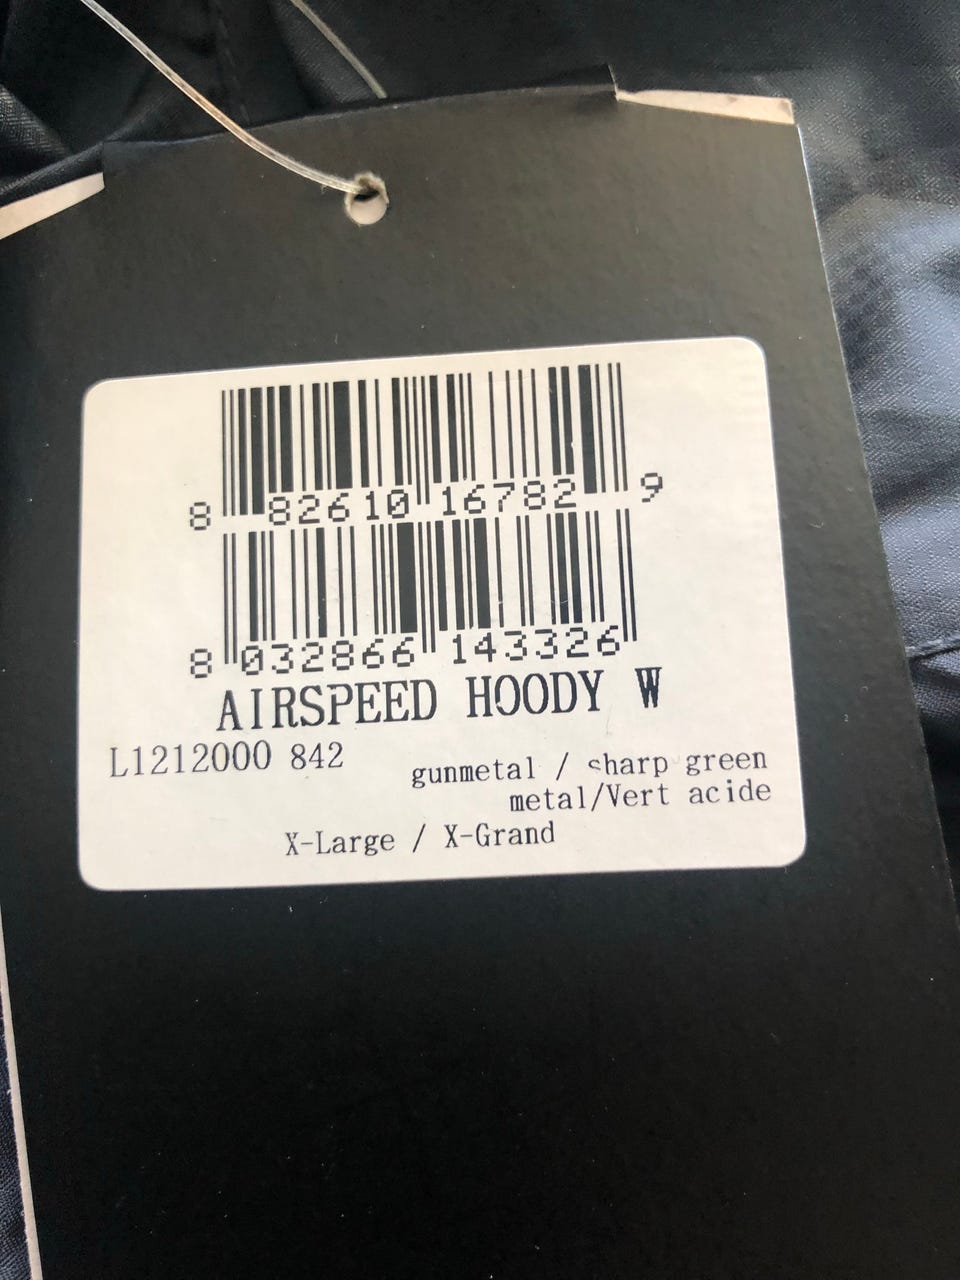 8 82610 16782 9
8 032866 143326
AIRSPEED HOODY W
L1212000 842
gunmetal / sharp green
metal/Vert acide
X-Large / X-Grand